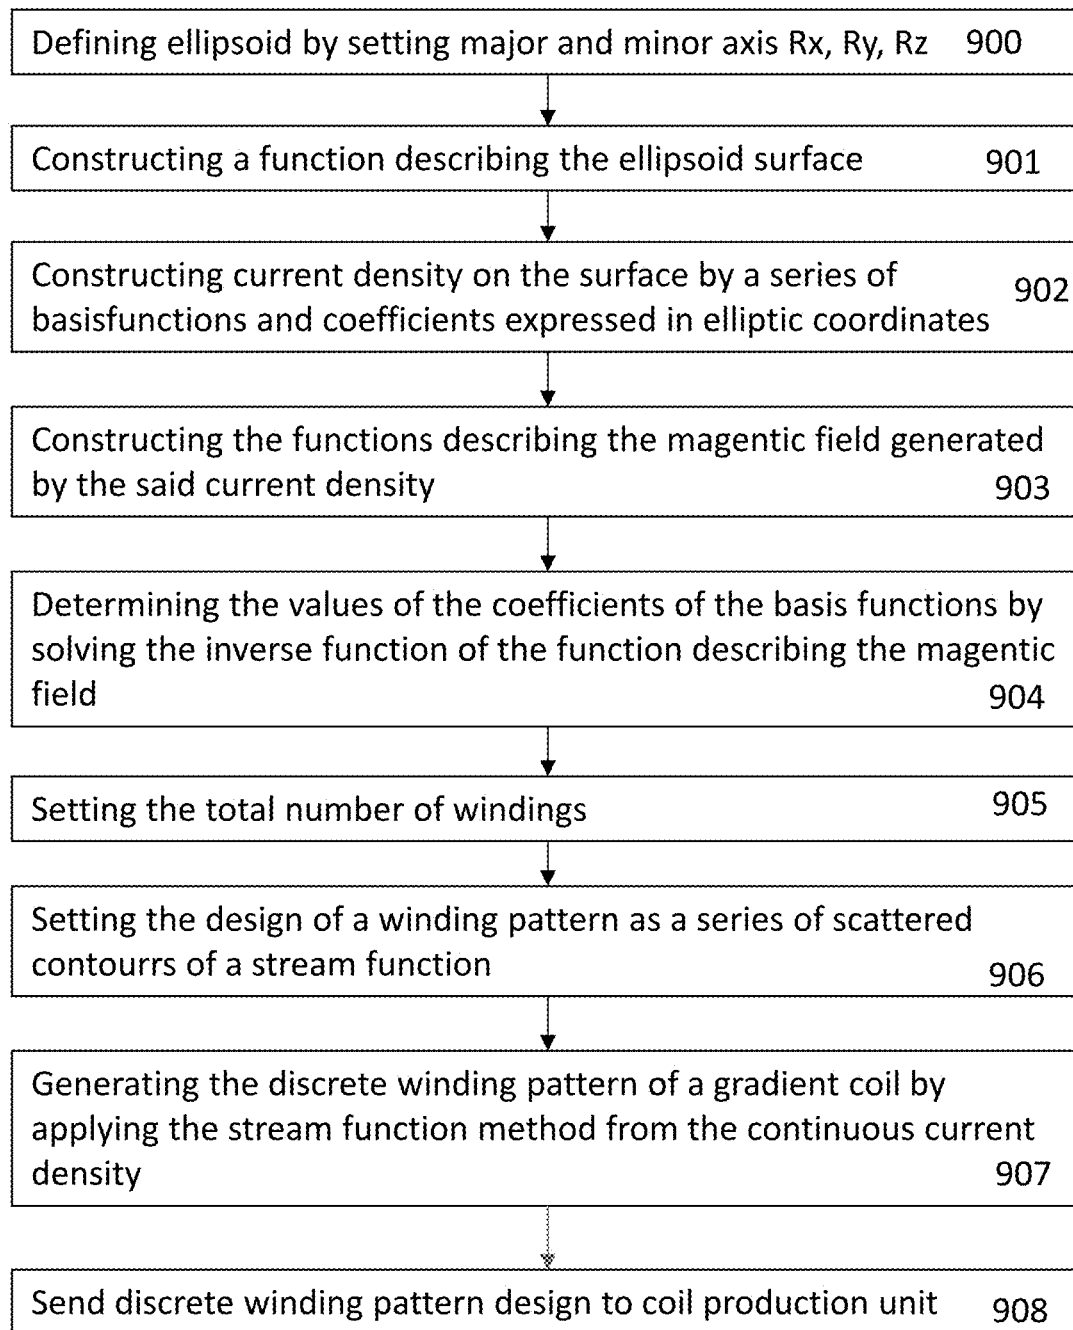 Defining ellipsoid by setting major and minor axis Rx, Ry, Rz 900
Constructing a function describing the ellipsoid surface 901
Constructing current density on the surface by a series of 902
basisfunctions and coefficients expressed in elliptic coordinates
Constructing the functions describing the magentic field generated
by the said current density 903
Determining the values of the coefficients of the basis functions by
solving the inverse function of the function describing the magentic
field 904
Setting the total number of windings 905
Setting the design of a winding pattern as a series of scattered
contourrs of a stream function 906
Generating the discrete winding pattern of a gradient coil by
applying the stream function method from the continuous current
density 907
Send discrete winding pattern design to coil production unit 908